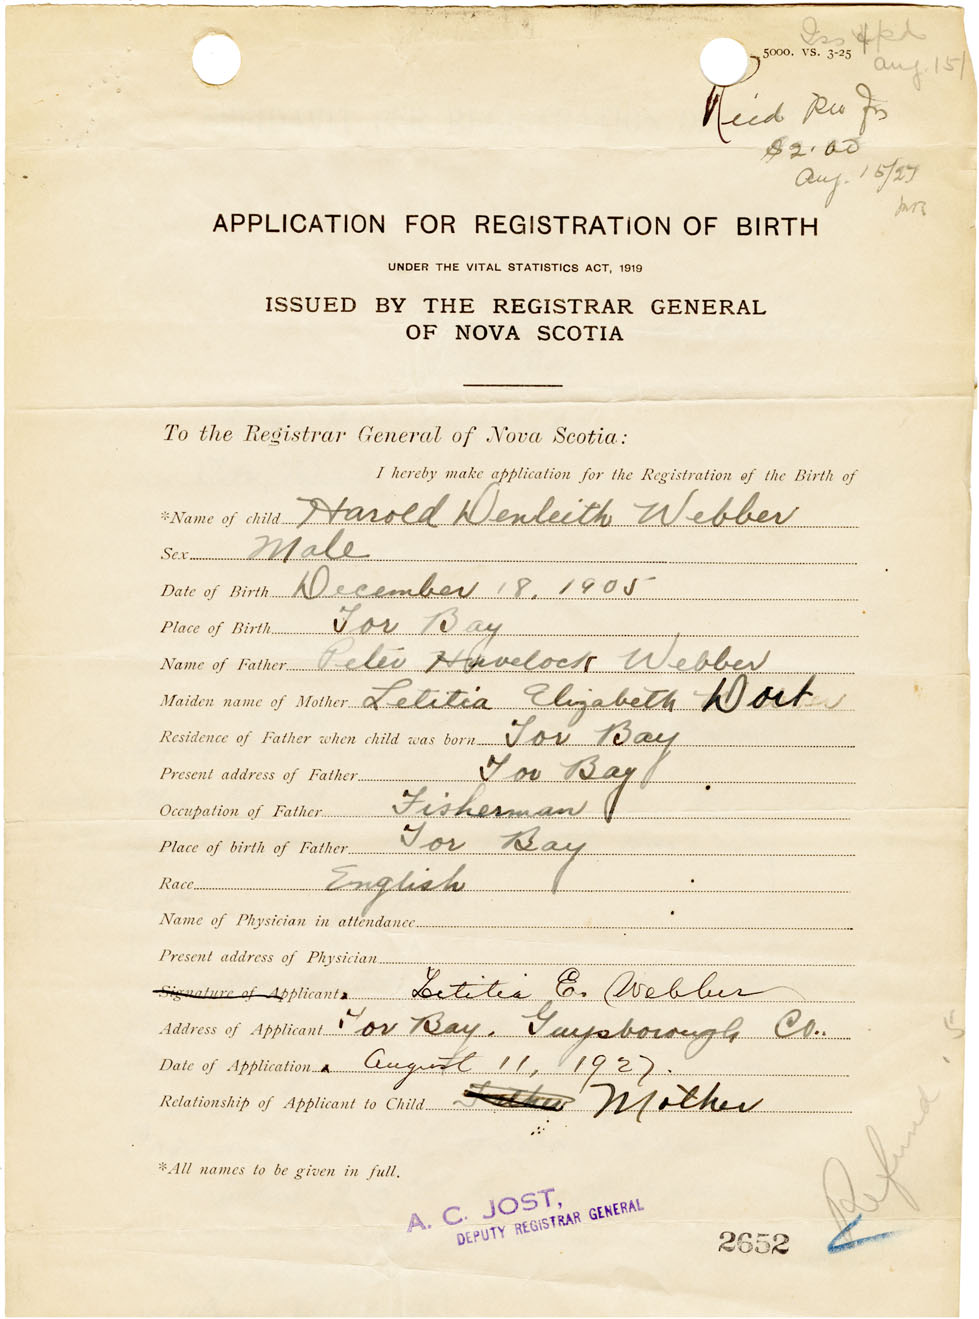 5000. VS. 3-25
Aug. 15/
$2.00
Aug. 15/27
APPLICATION FOR REGISTRATION OF BIRTH
UNDER THE VITAL STATISTICS ACT, 1919
ISSUED BY THE REGISTRAR GENERAL
OF NOVA SCOTIA
To the Registrar General of Nova Scotia:
I hereby make application for the Registration of the Birth of
*Name of child Harold Denleith Webber
Sex Male
Date of Birth December 18, 1905
Place of Birth Tor Bay
Name of Father Peter Havelock Webber
Maiden name of Mother Letitia Elizabeth Dort
Residence of Father when child was born Tor Bay
Present address of Father Tor Bay
Occupation of Father Fisherman
Place of birth of Father Tor Bay
Race English
Name of Physician in attendance
Present address of Physician
Signature of Applicant Letitia E. Webber
Address of Applicant Tor Bay. Guysborough Co..
Date of Application August 11, 1927.
Relationship of Applicant to Child Father Mother
*All names to be given in full.
A. C. JOST,
DEPUTY REGISTRAR GENERAL
2652
Refund .5